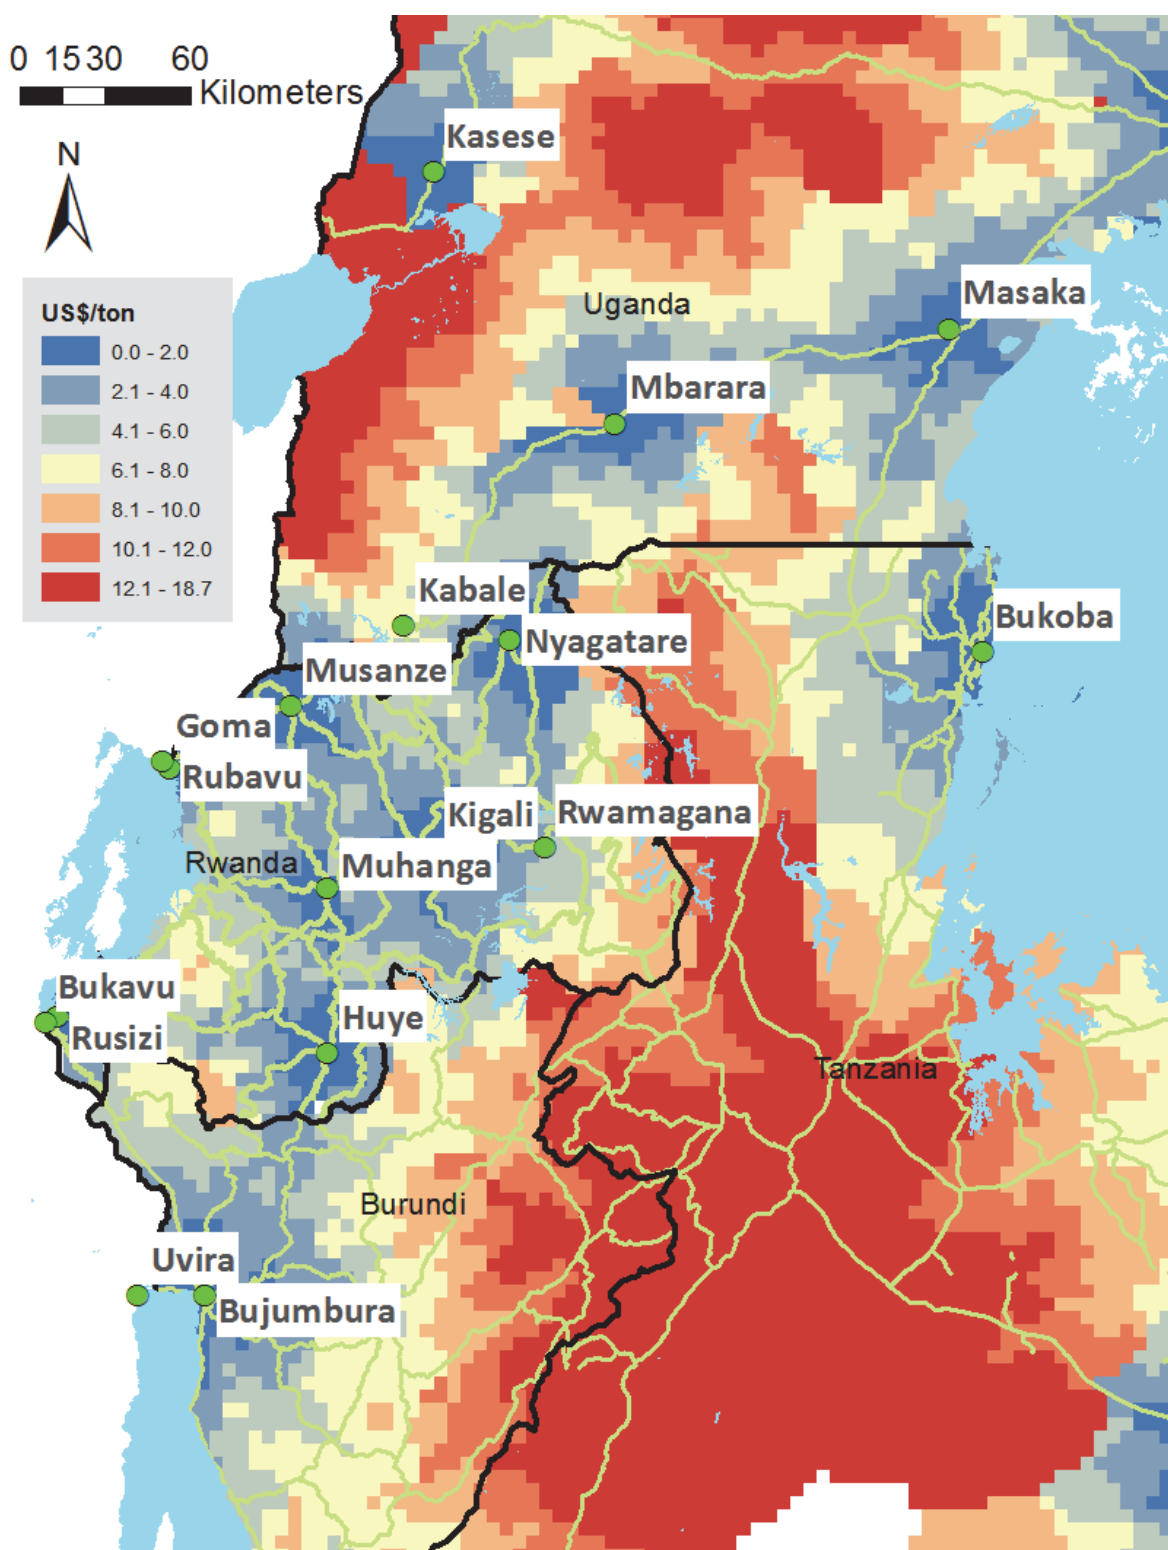 0 15 30 60
Kilometers
Kasese
N
Masaka
Uganda
US$/ton
0.0 - 2.0
2.1 - 4.0
4.1 - 6.0
6.1 - 8.0
8.1 - 10.0
10.1 - 12.0
12.1 - 18.7
Mbarara
Kabale
Bukoba
Nyagatare
Musanze
Goma
Rubavu
Kigali
Rwamagana
Rwanda
Muhanga
Bukavu
Huye
Rusizi
Tanzania
Burundi
Uvira
Bujumbura